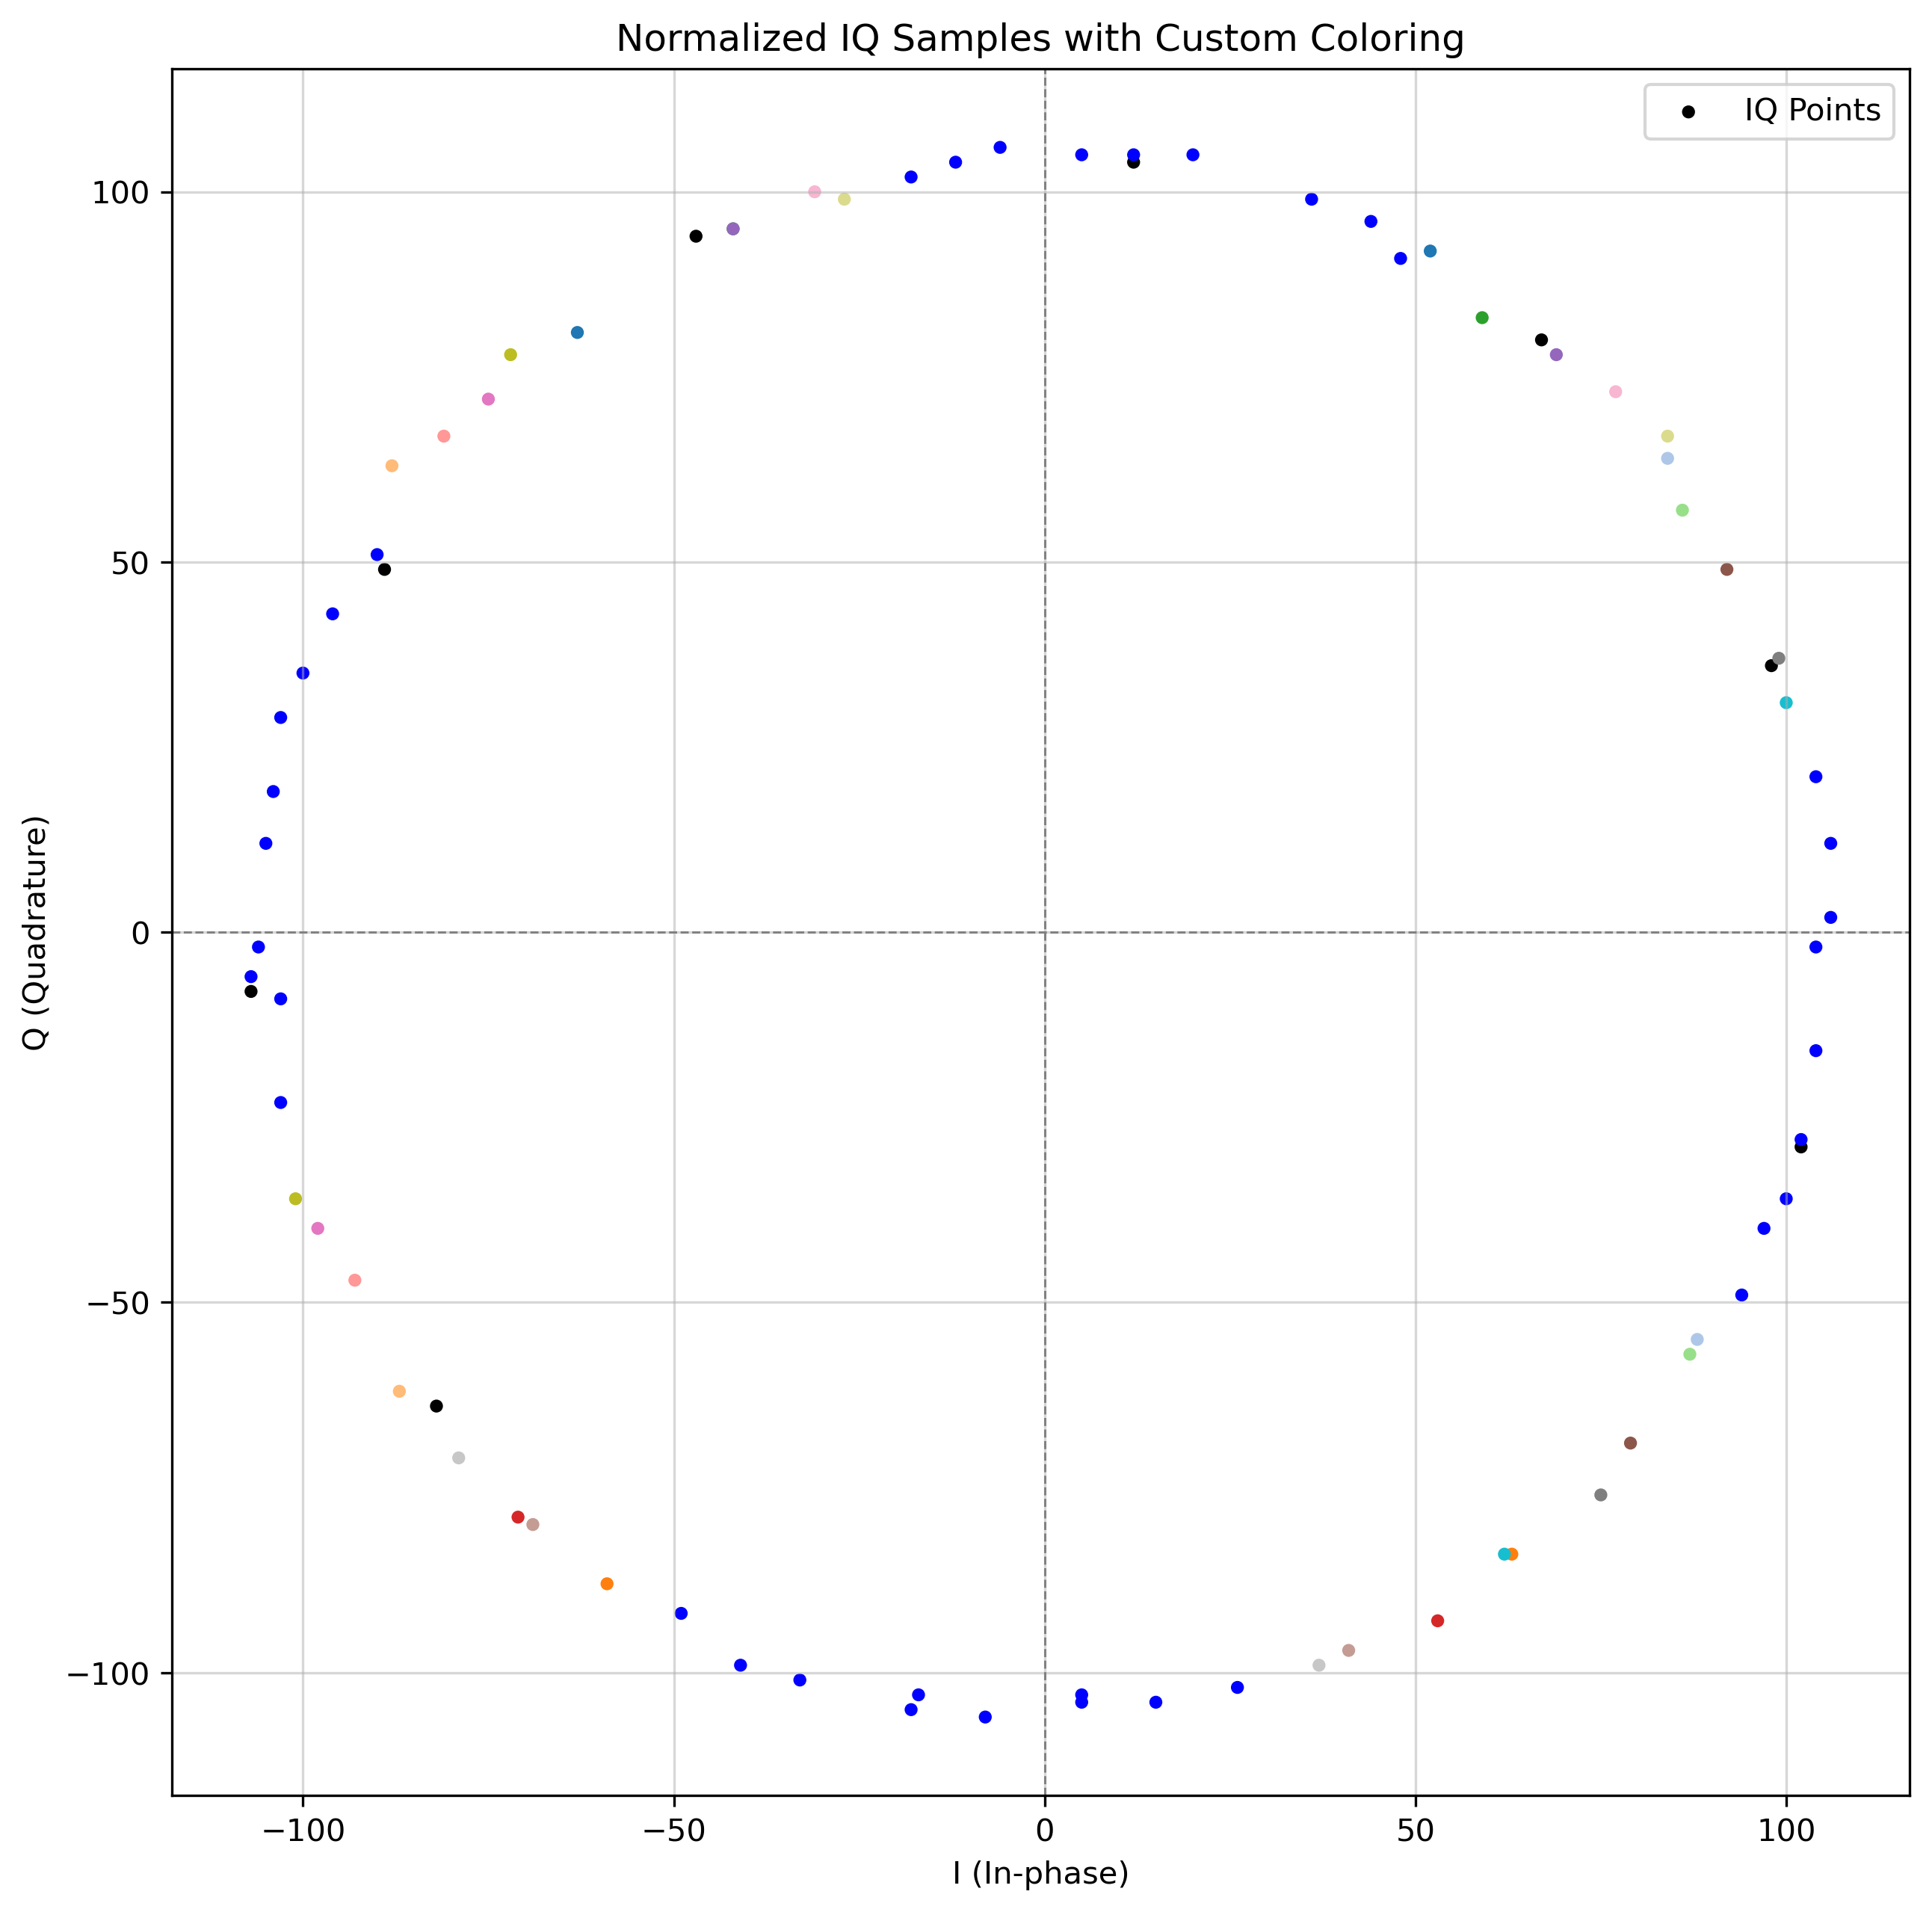 Normalized IQ Samples with Custom Coloring
IQ Points
100
50
0
−50
−100
Q (Quadrature)
−100
−50
0
50
100
I (In-phase)